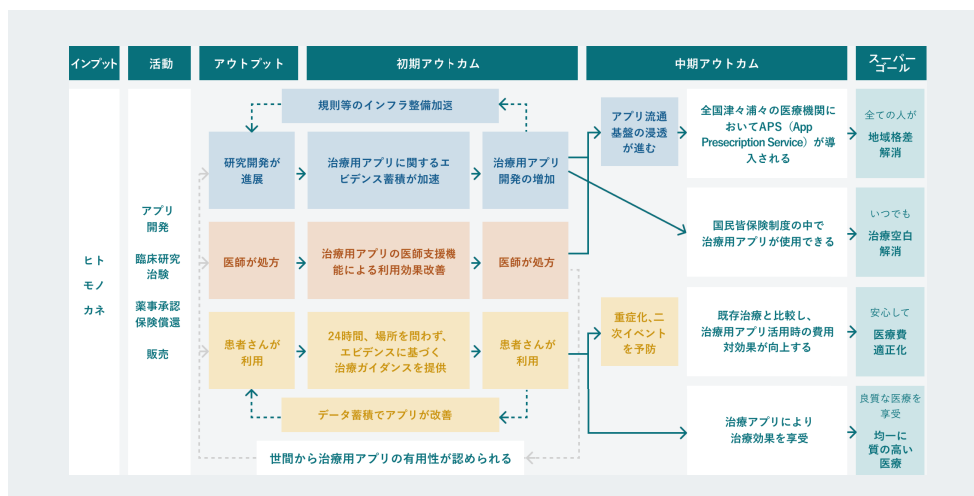 インプット
活動
アウトプット
初期アウトカム
中期アウトカム
スーパー
ゴール
ヒト
モノ
カネ
アプリ
開発
臨床研究
治験
薬事承認
保険償還
販売
規則等のインフラ整備加速
研究開発が
進展
治療用アプリに関するエ
ビデンス蓄積が加速
治療用アプリ
開発の増加
医師が処方
治療用アプリの医師支援機
能による利用効果改善
医師が処方
患者さんが
利用
24時間、場所を問わず、
エビデンスに基づく
治療ガイダンスを提供
患者さんが
利用
データ蓄積でアプリが改善
世間から治療用アプリの有用性が認められる
アプリ流通
基盤の浸透
が進む
全国津々浦々の医療機関に
おいてAPS（App
Presecription Service）が導
入される
国民皆保険制度の中で
治療用アプリが使用できる
重症化、二
次イベント
を予防
既存治療と比較し、
治療用アプリ活用時の費用
対効果が向上する
治療アプリにより
治療効果を享受
全ての人が
地域格差
解消
いつでも
治療空白
解消
安心して
医療費
適正化
良質な医療を
享受
均一に
質の高い
医療